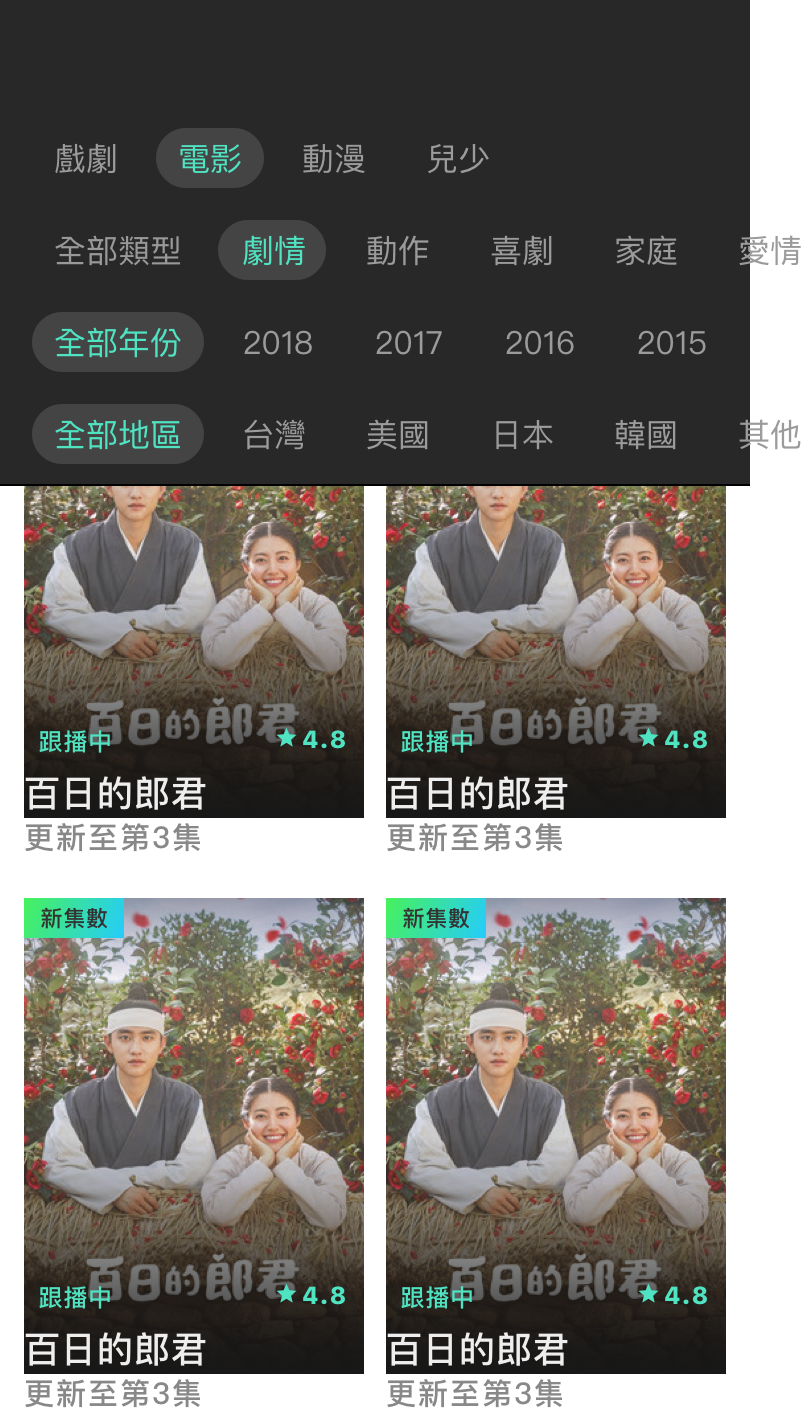 戲劇 電影 動漫 兒少
全部類型 劇情 動作 喜劇 家庭 愛情
全部年份 2018 2017 2016 2015
全部地區 台灣 美國 日本 韓國 其他
百日的郎君 百日的郎君
跟播中 ★4.8 跟播中 ★4.8
百日的郎君 百日的郎君
更新至第3集 更新至第3集
新集數 新集數
百日的郎君 百日的郎君
跟播中 ★4.8 跟播中 ★4.8
百日的郎君 百日的郎君
更新至第3集 更新至第3集